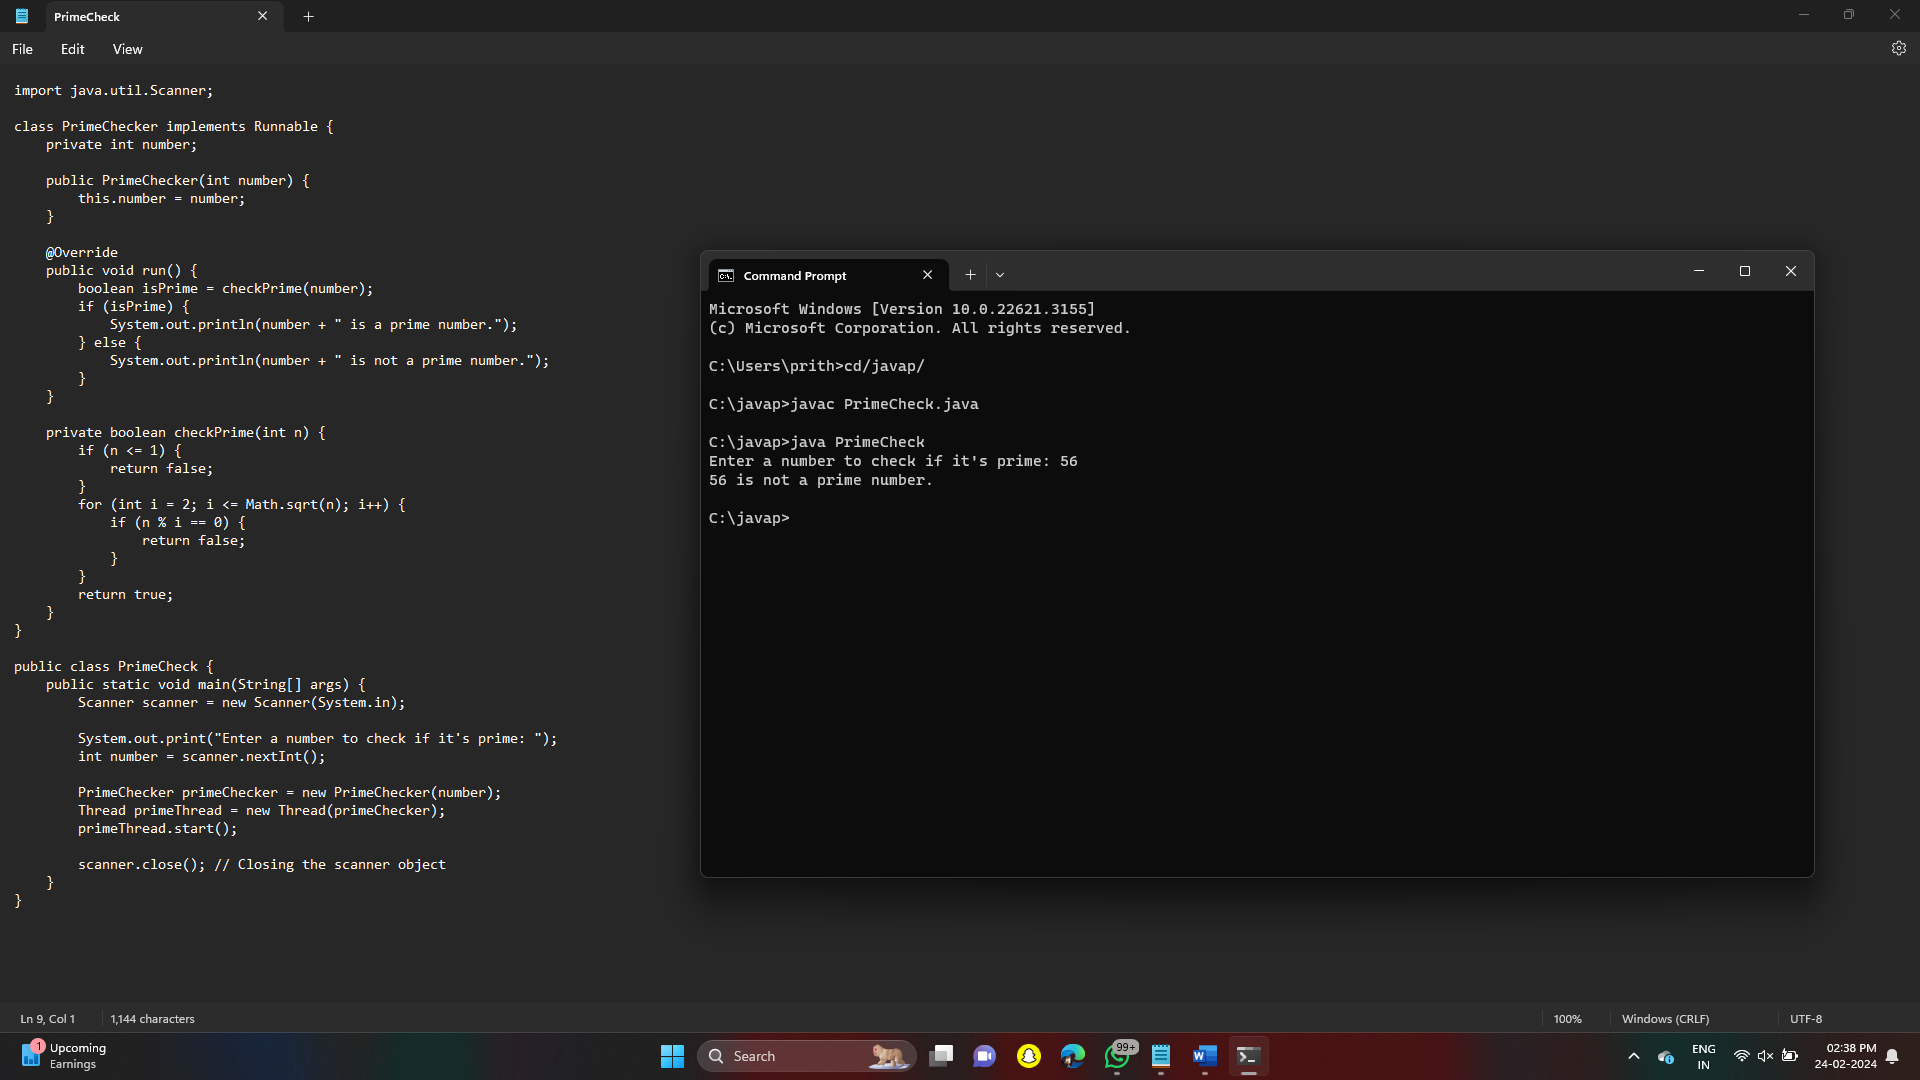 PrimeCheck
File Edit View
import java.util.Scanner;
class PrimeChecker implements Runnable {
private int number;
public PrimeChecker(int number) {
this.number = number;
}
@Override
public void run() {
boolean isPrime = checkPrime(number);
if (isPrime) {
System.out.println(number + " is a prime number.");
} else {
System.out.println(number + " is not a prime number.");
}
}
private boolean checkPrime(int n) {
if (n <= 1) {
return false;
}
for (int i = 2; i <= Math.sqrt(n); i++) {
if (n % i == 0) {
return false;
}
}
return true;
}
}
public class PrimeCheck {
public static void main(String[] args) {
Scanner scanner = new Scanner(System.in);
System.out.print("Enter a number to check if it's prime: ");
int number = scanner.nextInt();
PrimeChecker primeChecker = new PrimeChecker(number);
Thread primeThread = new Thread(primeChecker);
primeThread.start();
scanner.close(); // Closing the scanner object
}
}
Command Prompt
Microsoft Windows [Version 10.0.22621.3155]
(c) Microsoft Corporation. All rights reserved.
C:\Users\prith>cd/javap/
C:\javap>javac PrimeCheck.java
C:\javap>java PrimeCheck
Enter a number to check if it's prime: 56
56 is not a prime number.
C:\javap>
Ln 9, Col 1 1,144 characters 100% Windows (CRLF) UTF-8
1
Upcoming
Earnings
Search
99+
W
ENG
IN
02:38 PM
24-02-2024